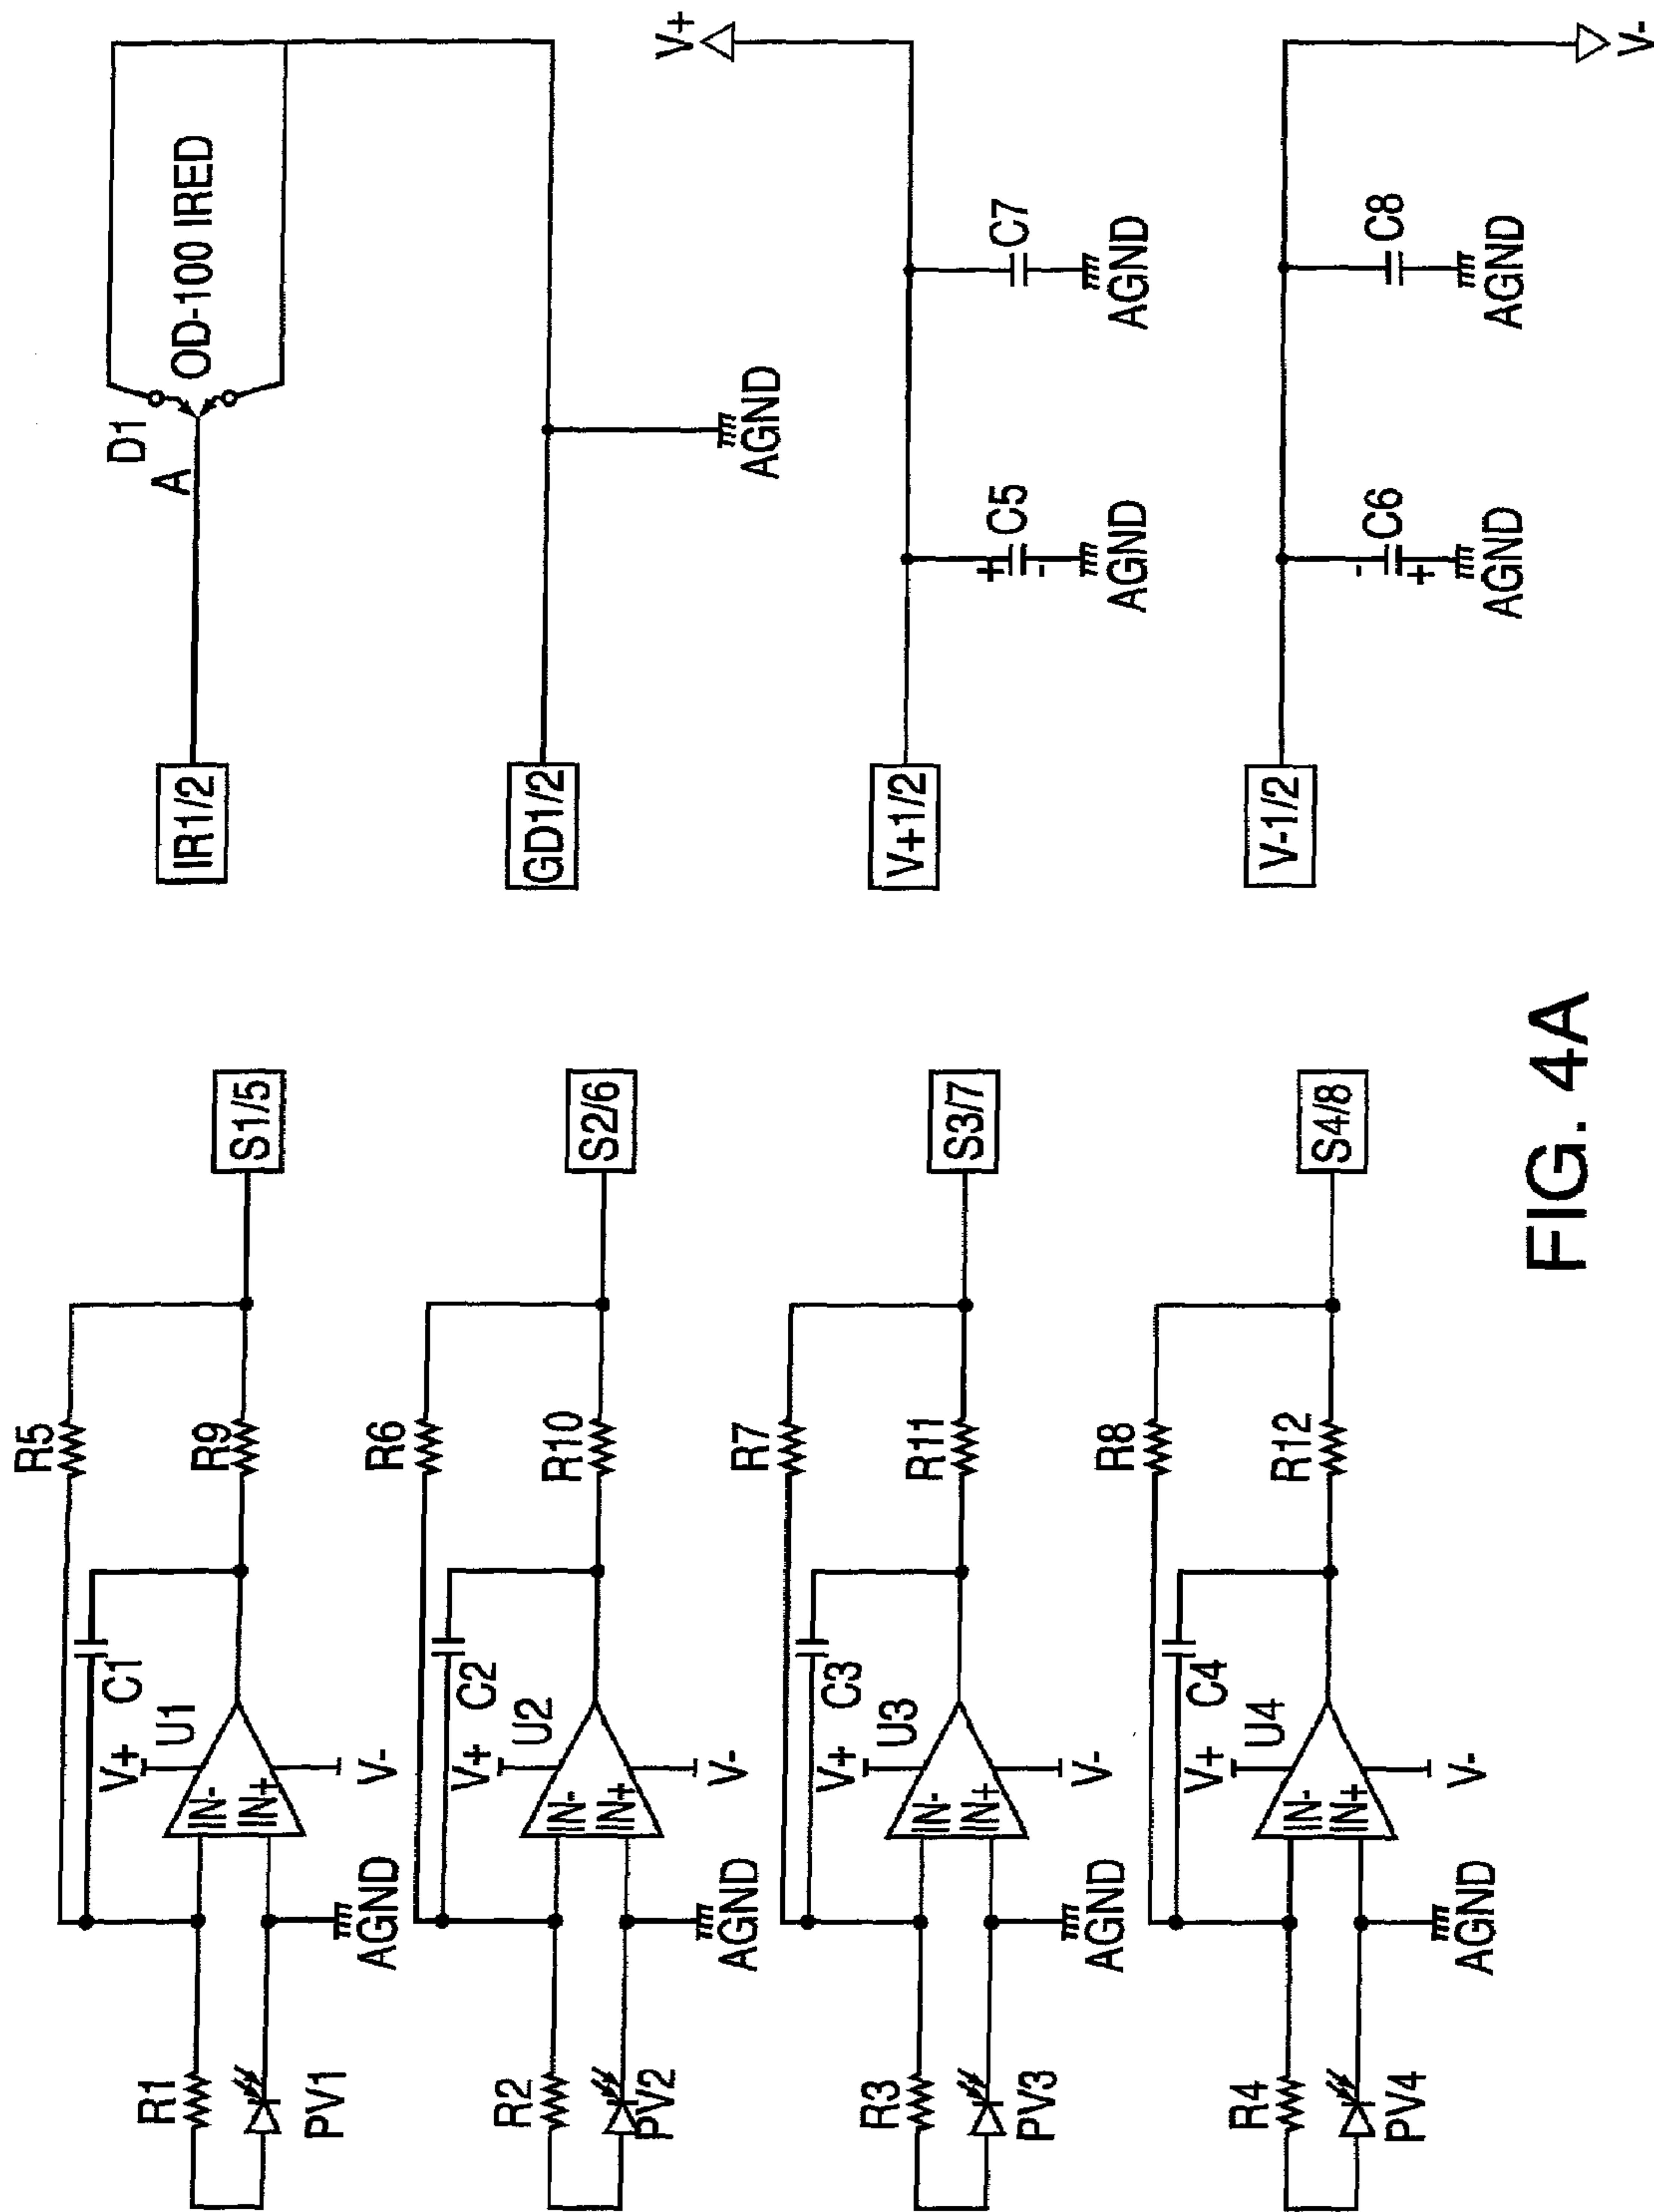 R5
C1
V+
U1
R1
IN-
IN+
R9
S1/5
PV1
AGND
V-
R6
C2
V+
U2
R2
IN-
IN+
R10
S2/6
PV2
AGND
V-
R7
C3
V+
U3
R3
IN-
IN+
R11
S3/7
PV3
AGND
V-
R8
C4
V+
U4
R4
IN-
IN+
R12
S4/8
PV4
AGND
V-
D1
A
OD-100 IRED
IR1/2
GD1/2
AGND
V+
V+1/2
+
C5
-
AGND
C7
AGND
V-1/2
-
C6
+
AGND
C8
AGND
V-
FIG. 4A